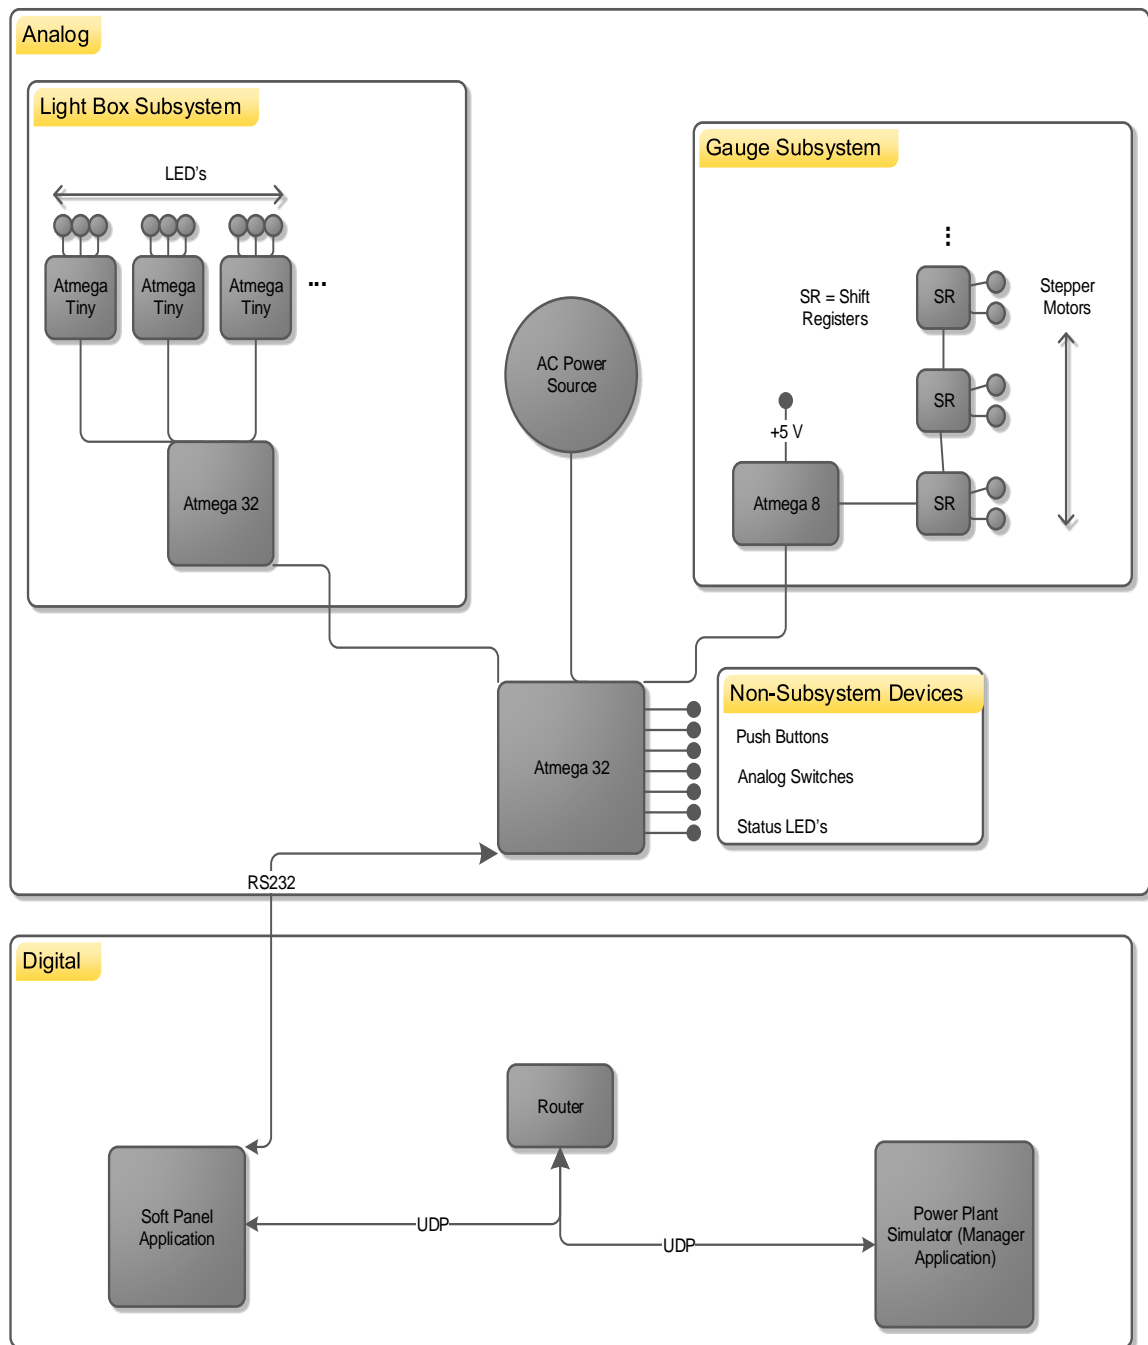 Analog
Light Box Subsystem
LED's
Atmega
Tiny
Atmega
Tiny
Atmega
Tiny
...
Atmega 32
AC Power
Source
Gauge Subsystem
...
SR = Shift
Registers
SR
Stepper
Motors
SR
+5 V
Atmega 8
SR
Atmega 32
Non-Subsystem Devices
Push Buttons
Analog Switches
Status LED's
RS232
Digital
Router
Soft Panel
Application
UDP
UDP
Power Plant
Simulator (Manager
Application)